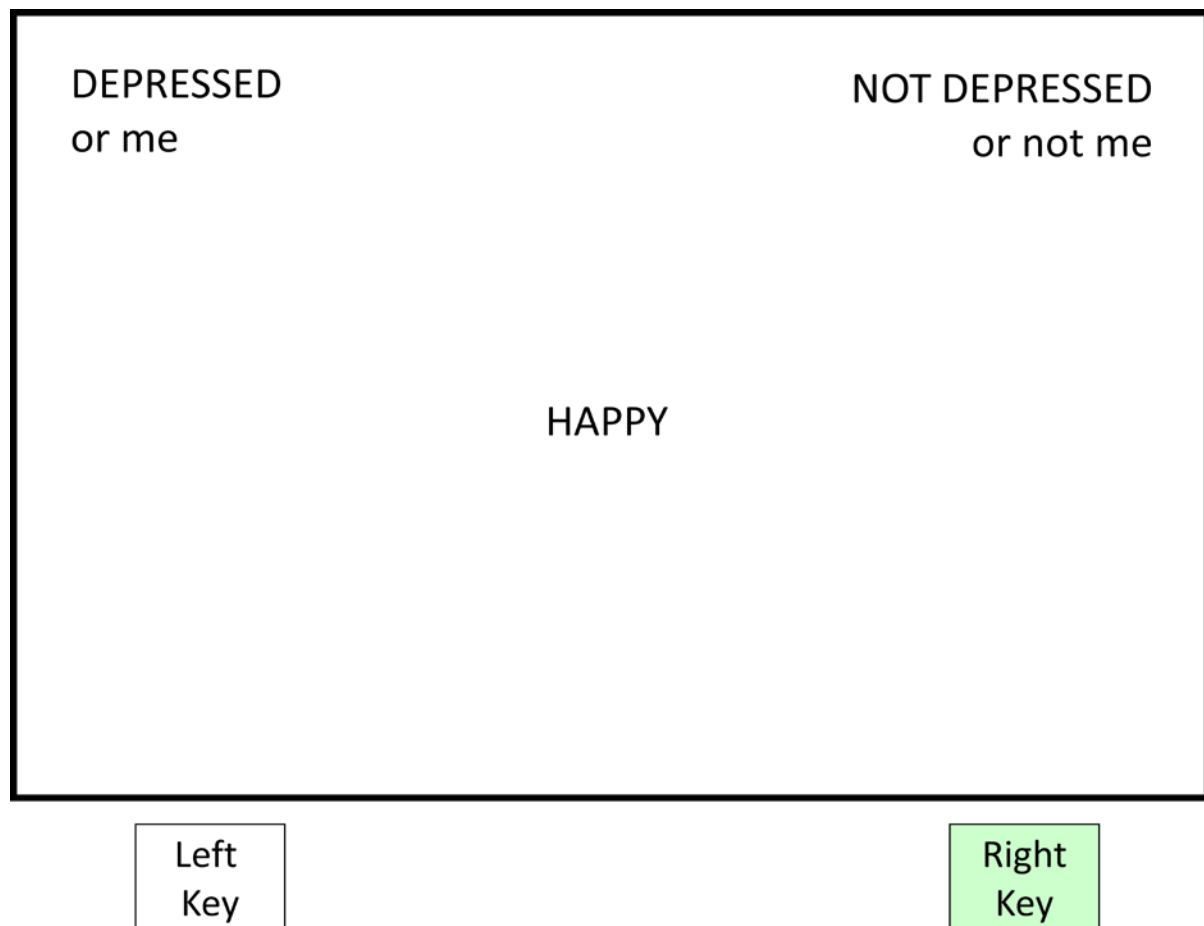 DEPRESSED
or me
NOT DEPRESSED
or not me
HAPPY
Left
Key
Right
Key